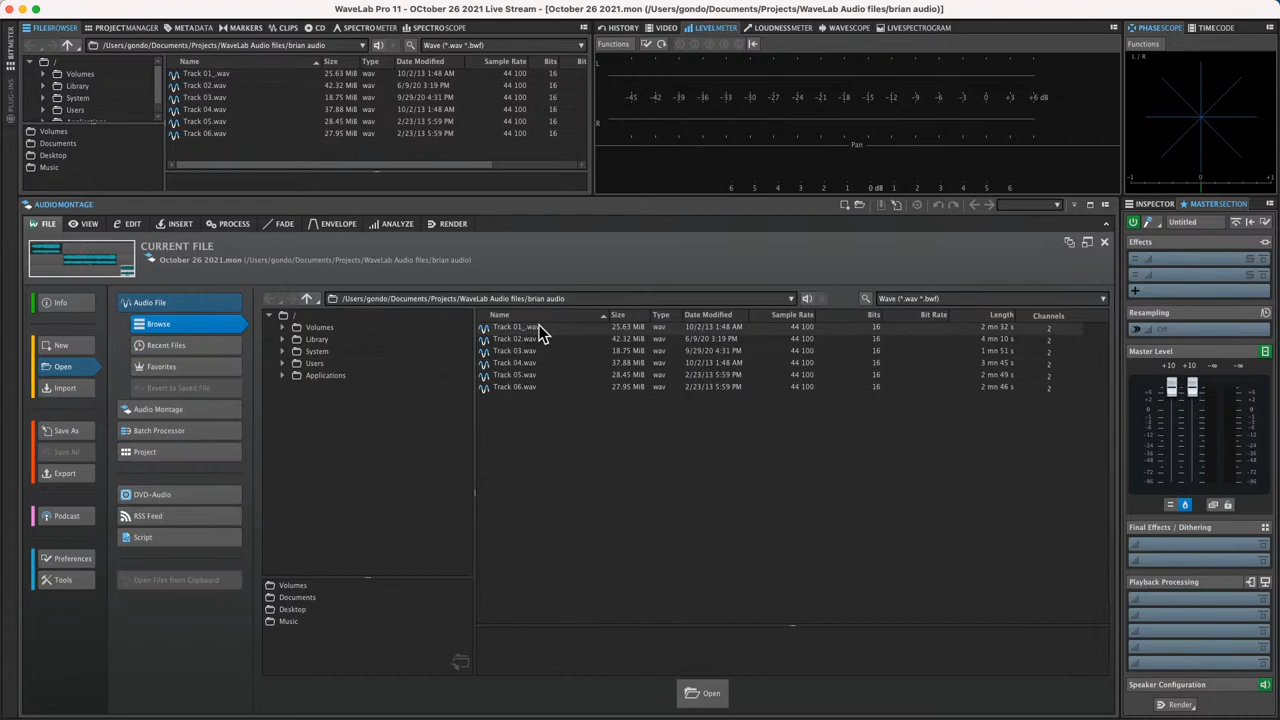 WaveLab Pro 11 - OCtober 26 2021 Live Stream - [October 26 2021.mon (/Users/gondo/Documents/Projects/WaveLab Audio files/brian audio)]
FILEBROWSER PROJECTMANAGER METADATA MARKERS CLIPS CD SPECTROMETER SPECTROSCOPE
/Users/gondo/Documents/Projects/WaveLab Audio files/brian audio Wave (*.wav *.bwf)
/
Volumes
Library
System
Users
Volumes
Documents
Desktop
Music
Name Size Type Date Modified Sample Rate Bits Bit
Track 01_.wav 25.63 MiB wav 10/2/13 1:48 AM 44 100 16
Track 02.wav 42.32 MiB wav 6/9/20 3:19 PM 44 100 16
Track 03.wav 18.75 MiB wav 9/29/20 4:31 PM 44 100 16
Track 04.wav 37.88 MiB wav 10/2/13 1:48 AM 44 100 16
Track 05.wav 28.45 MiB wav 2/23/13 5:59 PM 44 100 16
Track 06.wav 27.95 MiB wav 2/23/13 5:59 PM 44 100 16
BITMETER
PLUG-INS
HISTORY VIDEO LEVELMETER LOUDNESSMETER WAVESCOPE LIVESPECTROGRAM
Functions
L
-45 -42 -39 -36 -33 -30 -27 -24 -21 -18 -15 -12 -9 -6 -3 0 +3 +6 dB
R
Pan
6 5 4 3 2 1 0 dB 1 2 3 4 5 6
PHASESCOPE TIMECODE
Functions
L / R
-1 +1
AUDIOMONTAGE
FILE VIEW EDIT INSERT PROCESS FADE ENVELOPE ANALYZE RENDER
CURRENT FILE
October 26 2021.mon (/Users/gondo/Documents/Projects/WaveLab Audio files/brian audio)
Info
New
Open
Import
Save As
Save All
Export
Podcast
Preferences
Tools
Audio File
Browse
Recent Files
Favorites
Revert to Saved File
Audio Montage
Batch Processor
Project
DVD-Audio
RSS Feed
Script
Open Files from Clipboard
/Users/gondo/Documents/Projects/WaveLab Audio files/brian audio Wave (*.wav *.bwf)
/
Volumes
Library
System
Users
Applications
Volumes
Documents
Desktop
Music
Name Size Type Date Modified Sample Rate Bits Bit Rate Length Channels
Track 01_.wav 25.63 MiB wav 10/2/13 1:48 AM 44 100 16 2 mn 32 s 2
Track 02.wav 42.32 MiB wav 6/9/20 3:19 PM 44 100 16 4 mn 10 s 2
Track 03.wav 18.75 MiB wav 9/29/20 4:31 PM 44 100 16 1 mn 51 s 2
Track 04.wav 37.88 MiB wav 10/2/13 1:48 AM 44 100 16 3 mn 45 s 2
Track 05.wav 28.45 MiB wav 2/23/13 5:59 PM 44 100 16 2 mn 49 s 2
Track 06.wav 27.95 MiB wav 2/23/13 5:59 PM 44 100 16 2 mn 46 s 2
Open
INSPECTOR MASTERSECTION
Untitled
Effects
Resampling
Off
Master Level
+10 +10 -∞ -∞
Final Effects / Dithering
Playback Processing
Speaker Configuration
Render